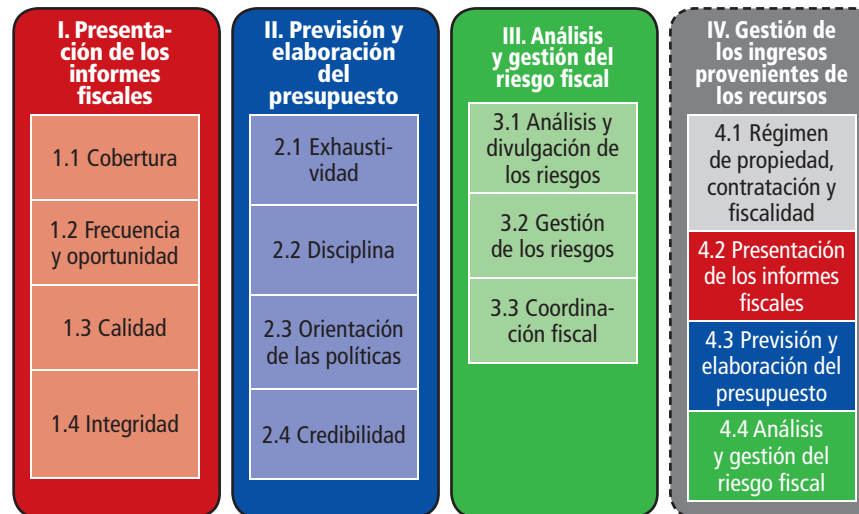 I. Presenta-
ción de los
informes
fiscales
1.1 Cobertura
1.2 Frecuencia
y oportunidad
1.3 Calidad
1.4 Integridad
II. Previsión y
elaboración
del
presupuesto
2.1 Exhausti-
vidad
2.2 Disciplina
2.3 Orientación
de las políticas
2.4 Credibilidad
III. Análisis
y gestión del
riesgo fiscal
3.1 Análisis y
divulgación de
los riesgos
3.2 Gestión
de los riesgos
3.3 Coordina-
ción fiscal
IV. Gestión de
los ingresos
provenientes de
los recursos
4.1 Régimen
de propiedad,
contratación y
fiscalidad
4.2 Presentación
de los informes
fiscales
4.3 Previsión y
elaboración del
presupuesto
4.4 Análisis
y gestión del
riesgo fiscal